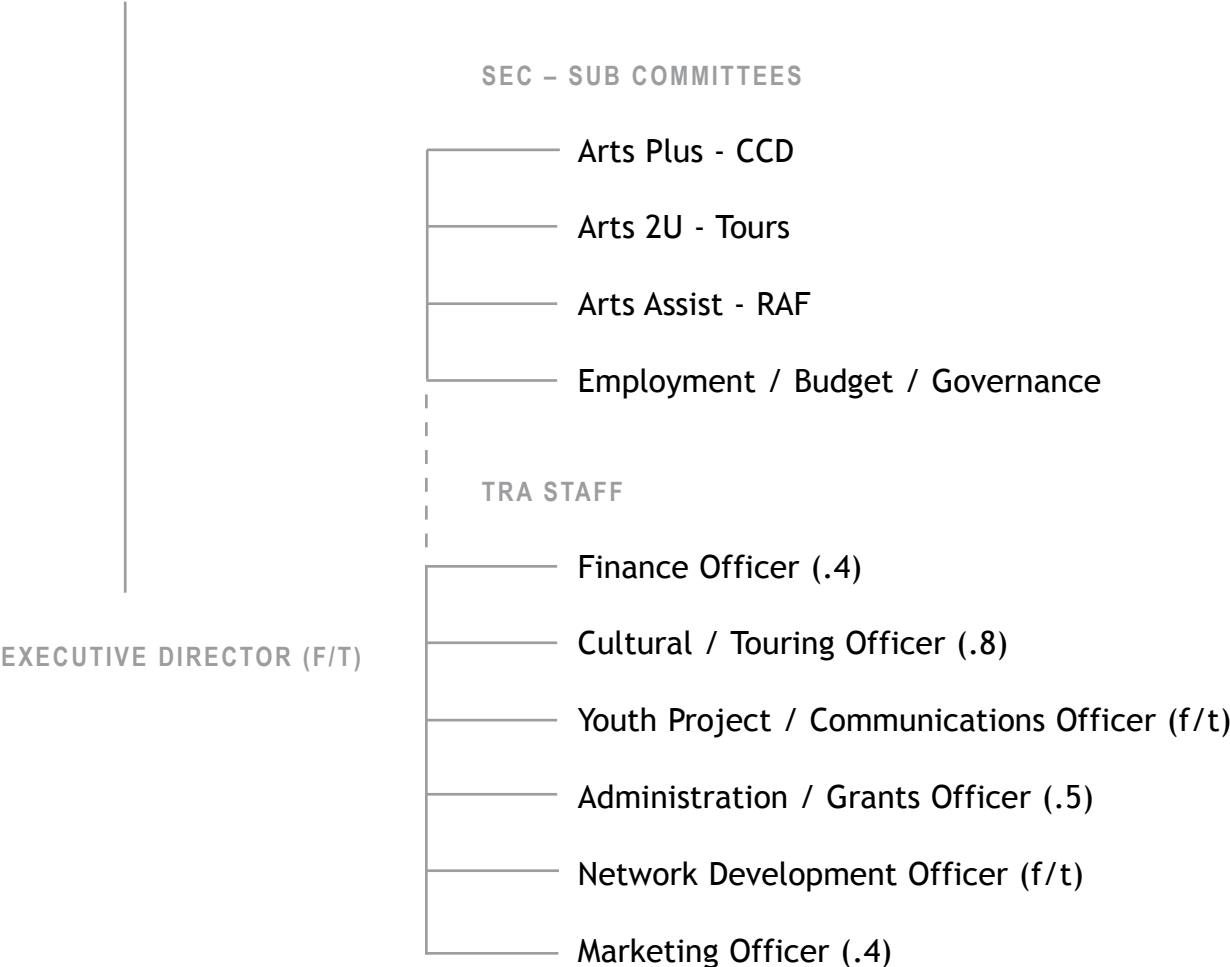 SEC – SUB COMMITTEES
Arts Plus - CCD
Arts 2U - Tours
Arts Assist - RAF
Employment / Budget / Governance
TRA STAFF
Finance Officer (.4)
EXECUTIVE DIRECTOR (F/T)
Cultural / Touring Officer (.8)
Youth Project / Communications Officer (f/t)
Administration / Grants Officer (.5)
Network Development Officer (f/t)
Marketing Officer (.4)